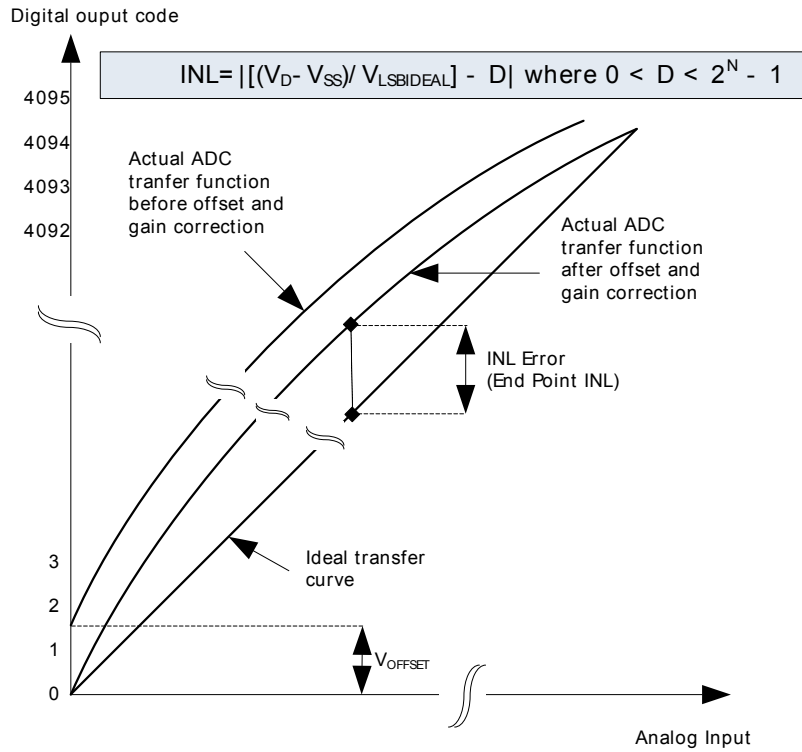 Digital ouput code
INL= |[(VD- VSS)/ VLSBIDEAL] - D| where 0 < D < 2^N - 1
4095
4094
4093
4092
Actual ADC
tranfer function
before offset and
gain correction
Actual ADC
tranfer function
after offset and
gain correction
INL Error
(End Point INL)
Ideal transfer
curve
3
2
1
0
VOFFSET
Analog Input